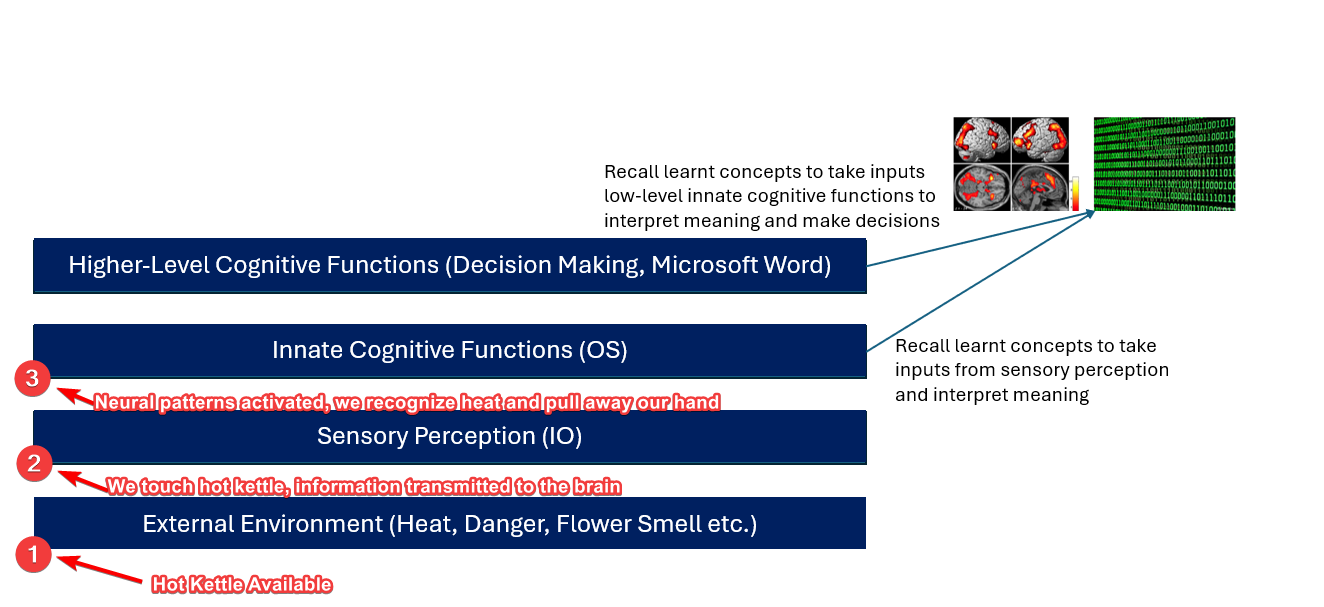 Recall learnt concepts to take inputs
low-level innate cognitive functions to
interpret meaning and make decisions
Higher-Level Cognitive Functions (Decision Making, Microsoft Word)
Innate Cognitive Functions (OS)
Recall learnt concepts to take
inputs from sensory perception
and interpret meaning
3
Neural patterns activated, we recognize heat and pull away our hand
Sensory Perception (IO)
2
We touch hot kettle, information transmitted to the brain
External Environment (Heat, Danger, Flower Smell etc.)
1
Hot Kettle Available